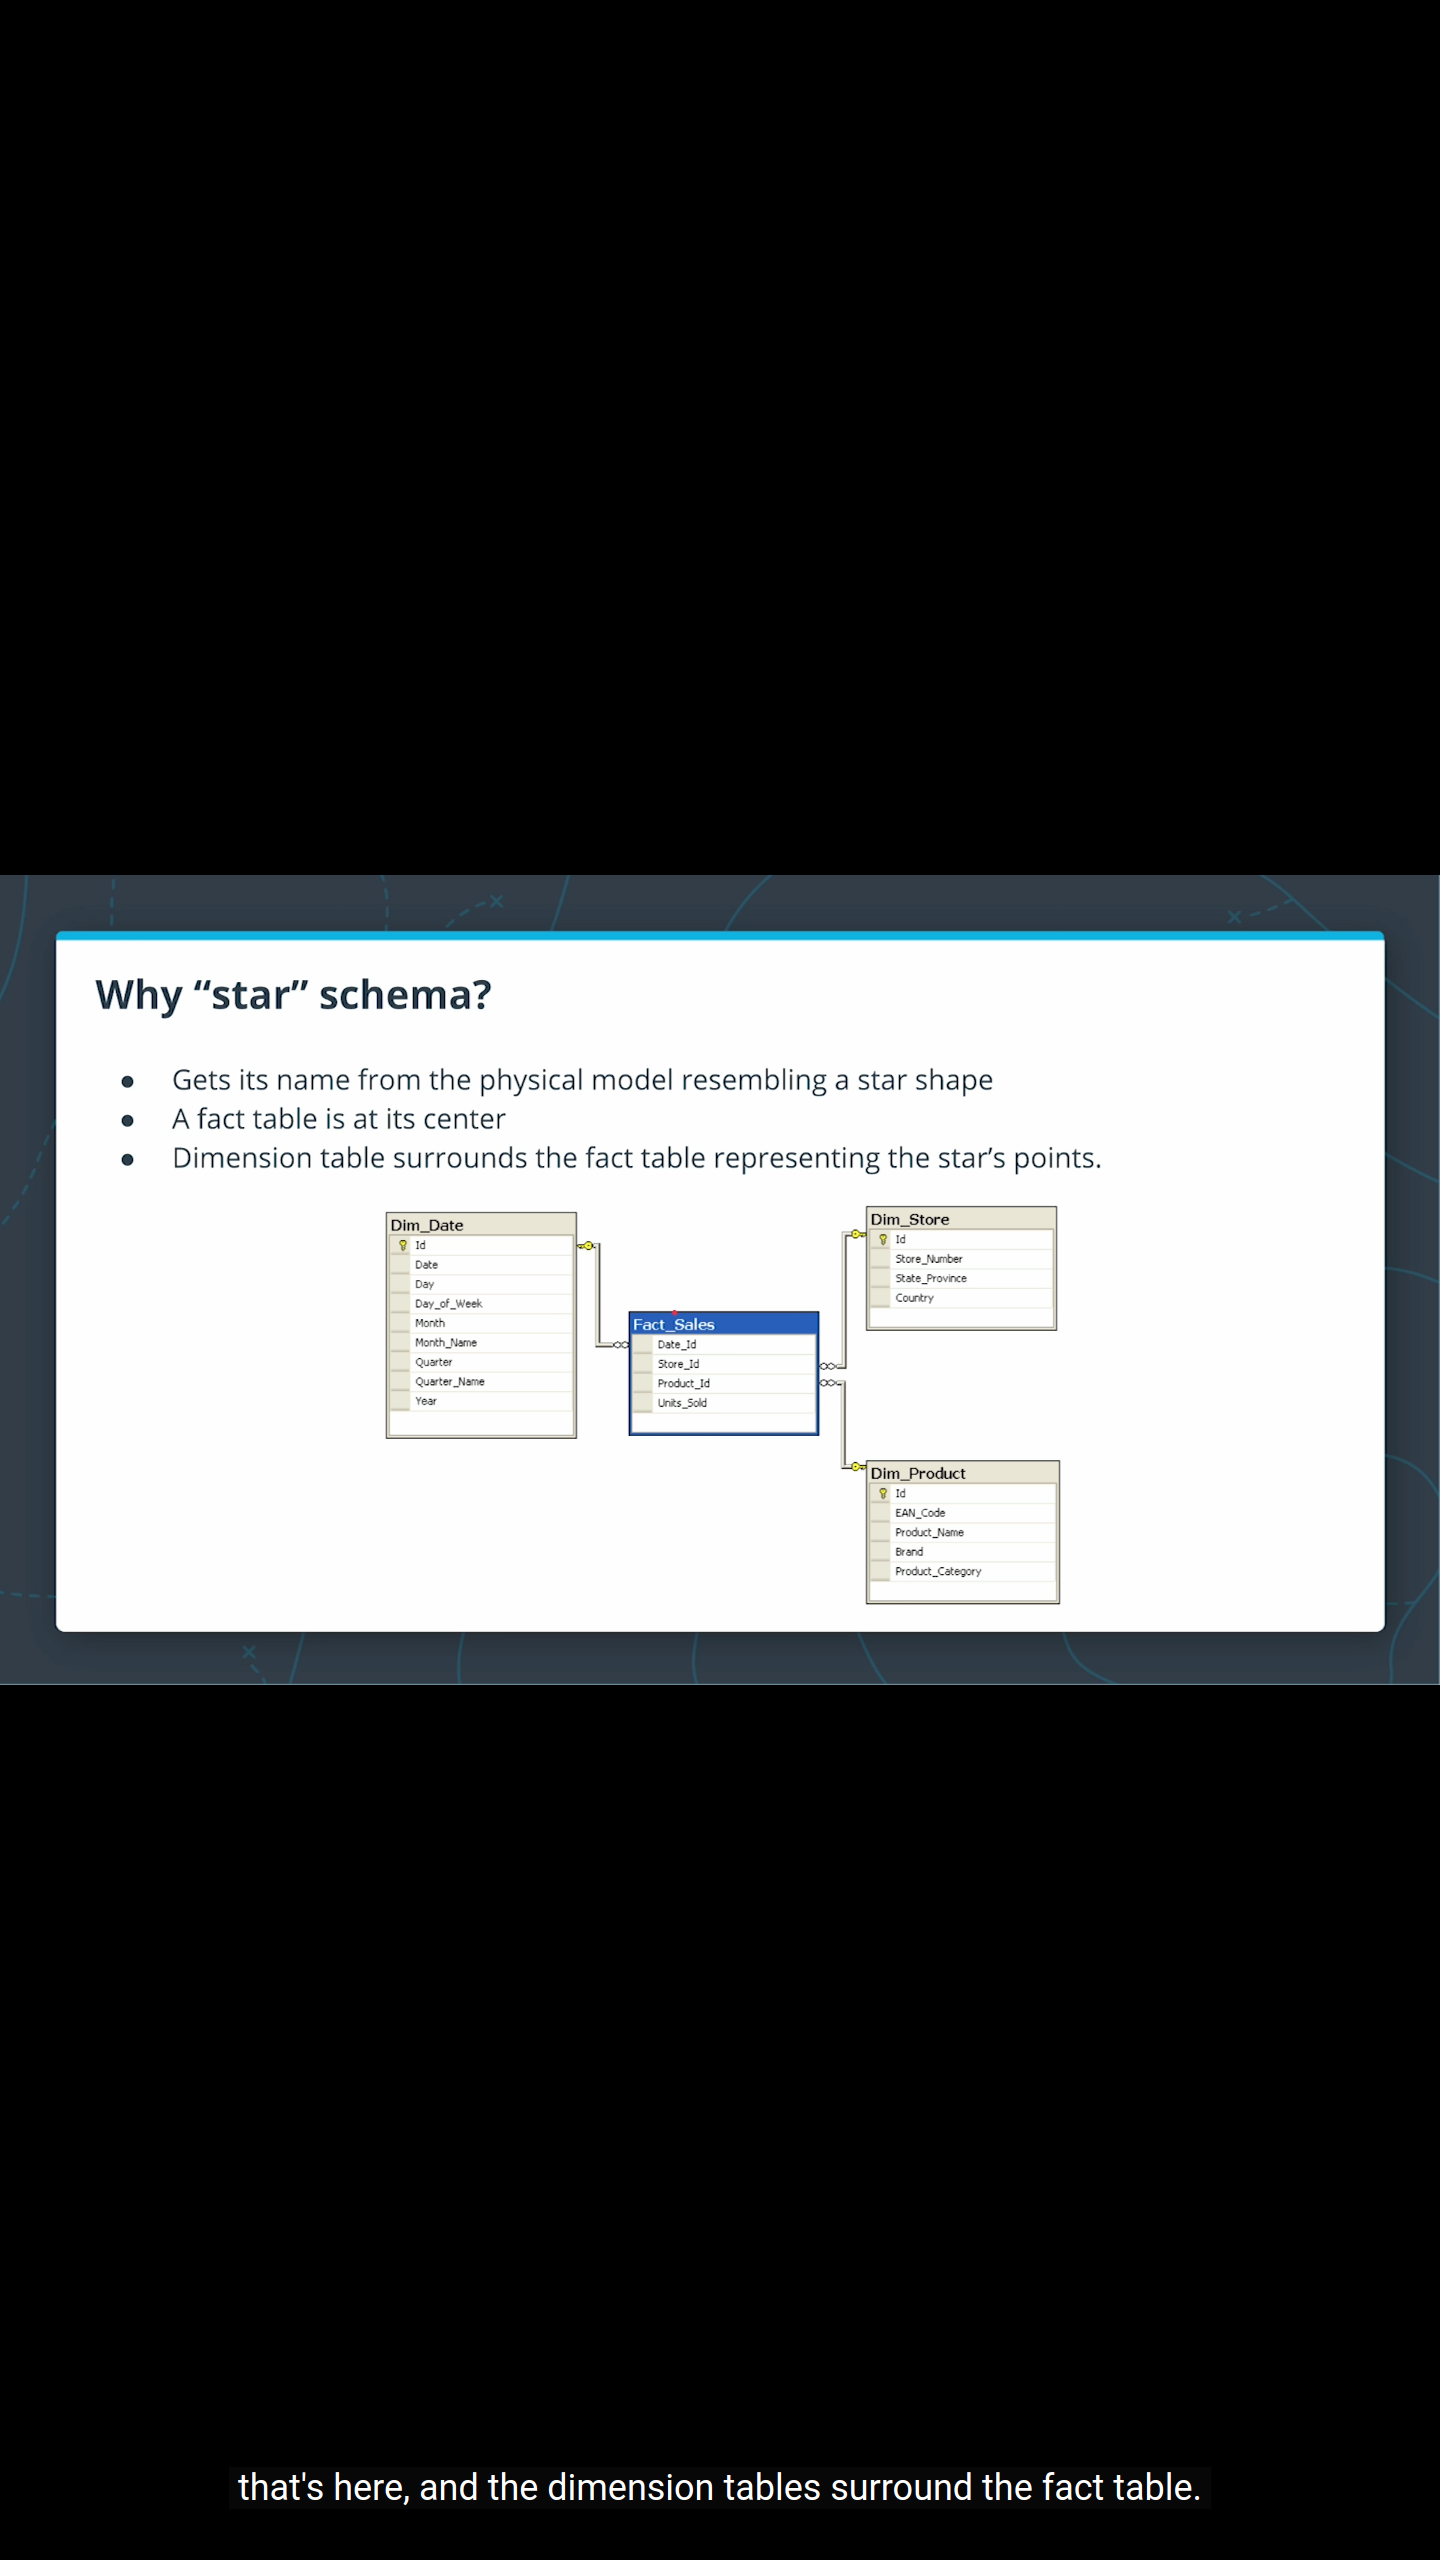 Why “star” schema?
● Gets its name from the physical model resembling a star shape
● A fact table is at its center
● Dimension table surrounds the fact table representing the star’s points.
Dim_Date
Id
Date
Day
Day_of_Week
Month
Month_Name
Quarter
Quarter_Name
Year
Fact_Sales
Date_Id
Store_Id
Product_Id
Units_Sold
Dim_Store
Id
Store_Number
State_Province
Country
Dim_Product
Id
EAN_Code
Product_Name
Brand
Product_Category
that's here, and the dimension tables surround the fact table.